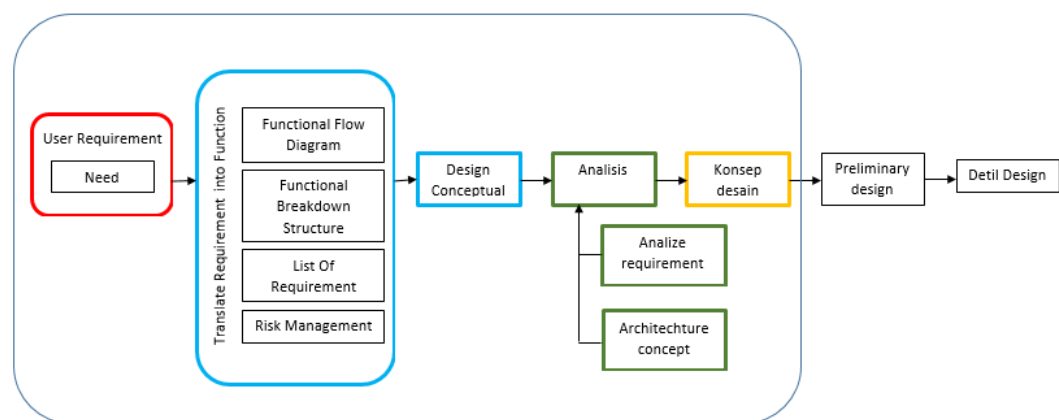 User Requirement
Need
Translate Requirement into Function
Functional Flow
Diagram
Functional
Breakdown
Structure
List Of
Requirement
Risk Management
Design
Conceptual
Analisis
Konsep
desain
Preliminary
design
Detil Design
Analize
requirement
Architechture
concept